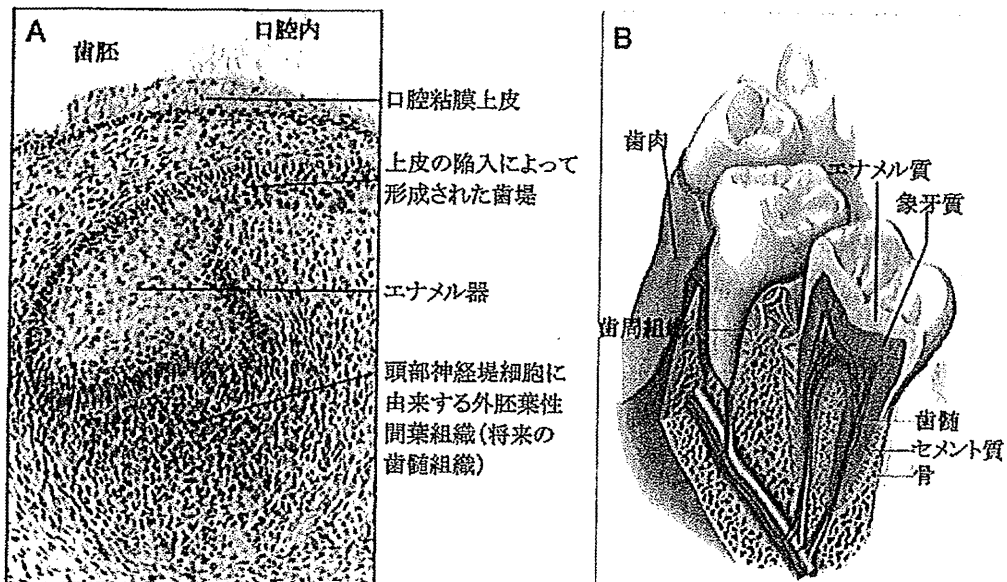 A
歯胚
口腔内
口腔粘膜上皮
上皮の陥入によって
形成された歯堤
エナメル器
頭部神経堤細胞に
由来する外胚葉性
間葉組織(将来の
歯髄組織)
B
歯肉
エナメル質
象牙質
歯周組織
歯髄
セメント質
骨